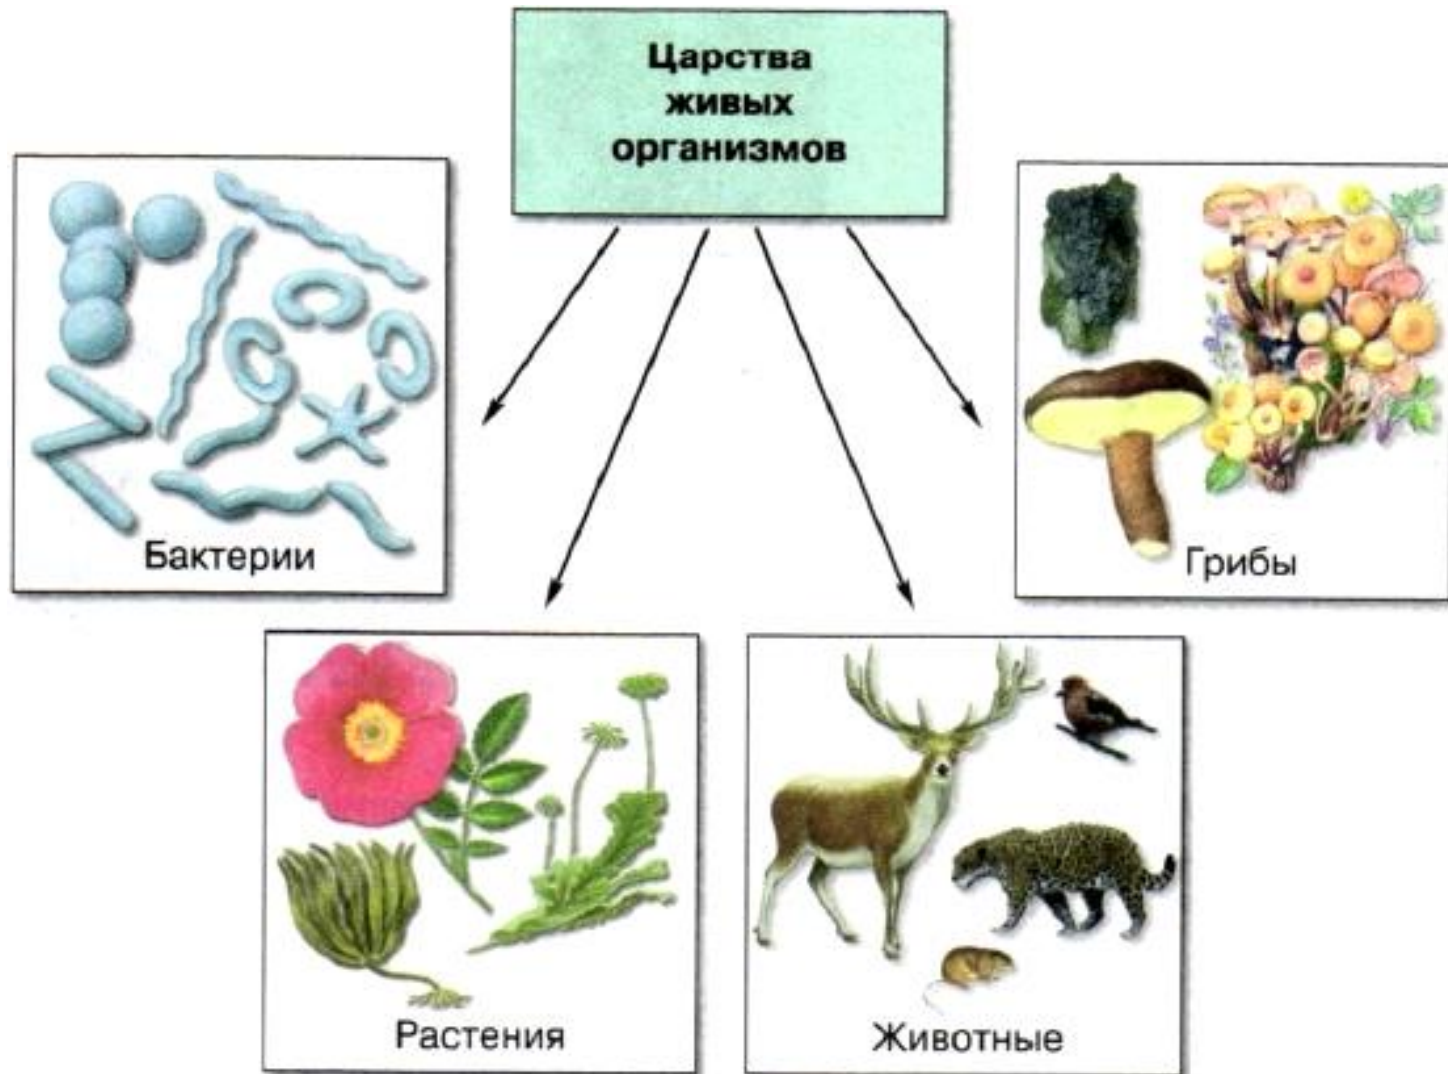 Царства
живых
организмов
Бактерии
Грибы
Растения
Животные